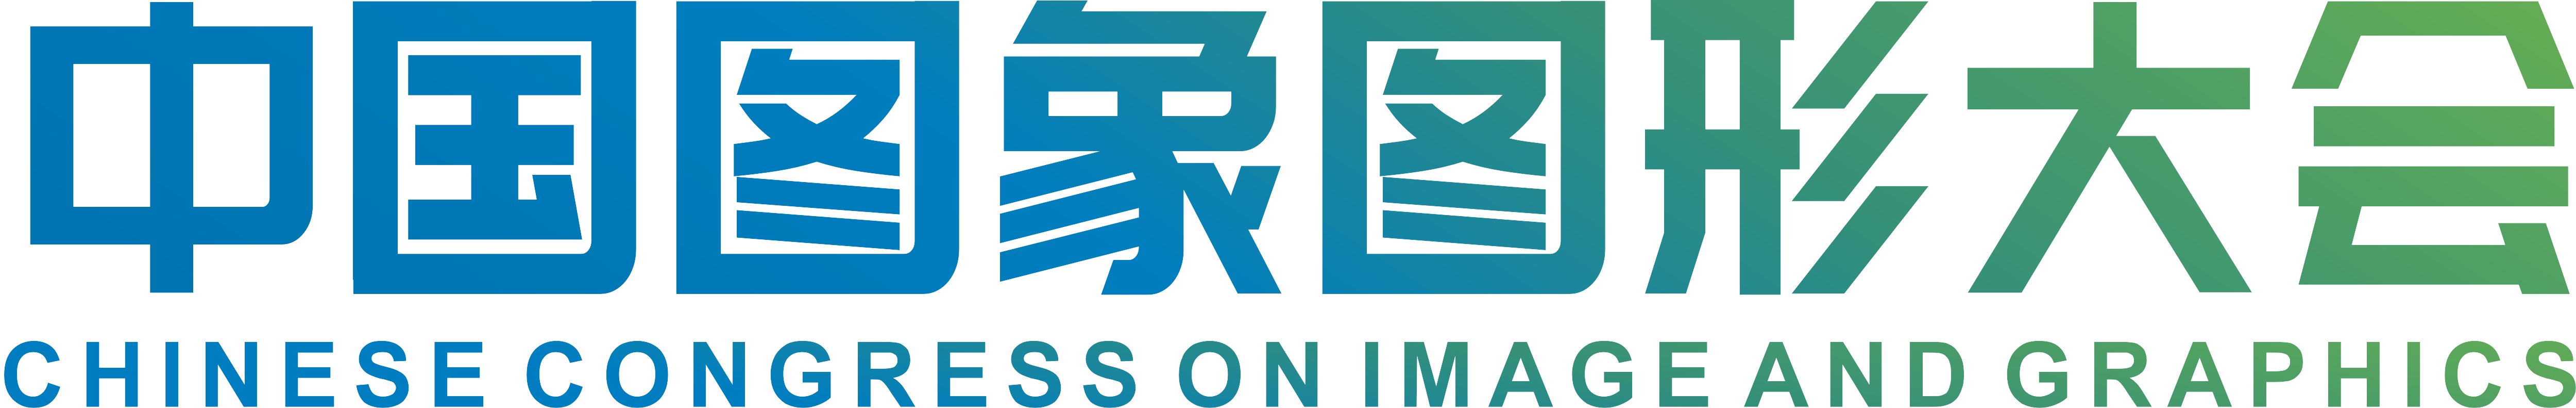 中国图象图形大会
CHINESE CONGRESS ON IMAGE AND GRAPHICS